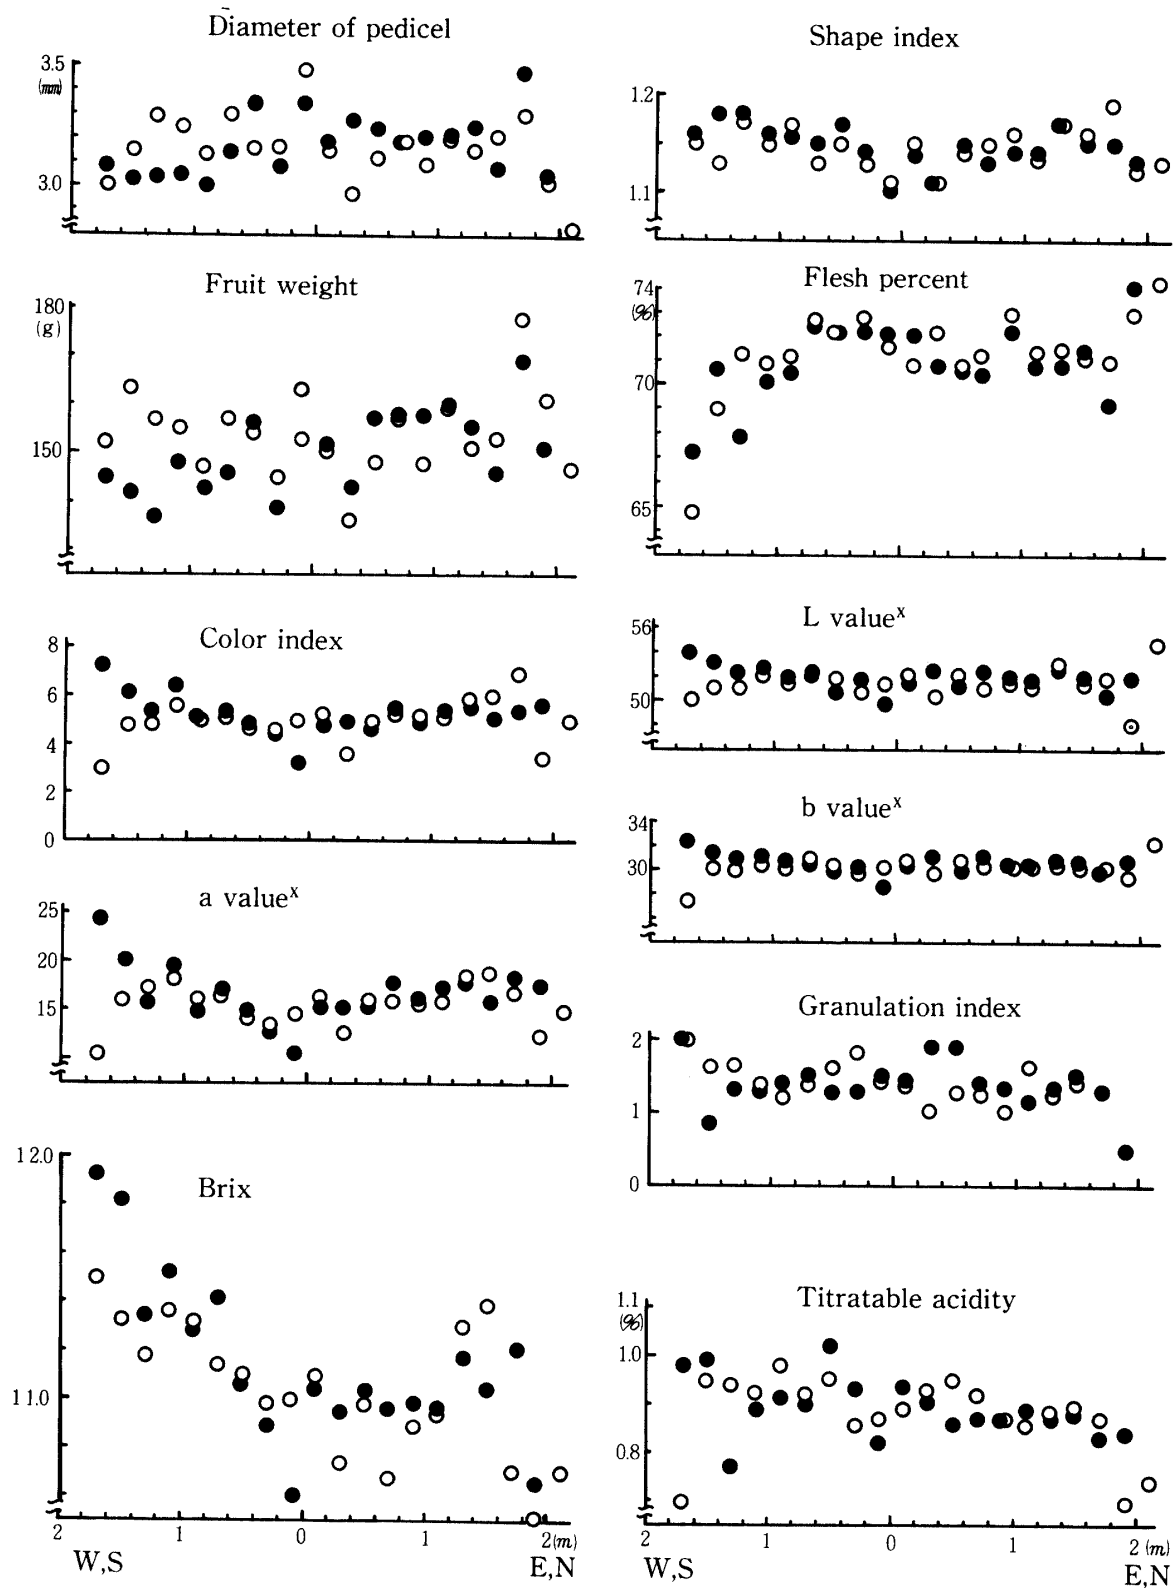 Diameter of pedicel
3.5
(mm)
3.0
Fruit weight
180
(g)
150
Color index
8
6
4
2
0
a valueˣ
25
20
15
Brix
12.0
11.0
2 1 0 1 2(m)
W,S E,N
Shape index
1.2
1.1
Flesh percent
74
(%)
70
65
L valueˣ
56
50
b valueˣ
34
30
Granulation index
2
1
0
Titratable acidity
1.1
(%)
1.0
0.8
2 1 0 1 2(m)
W,S E,N